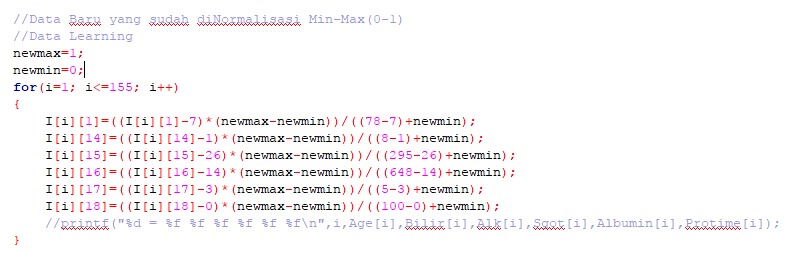 //Data Baru yang sudah diNormalisasi Min-Max(0-1)
//Data Learning
newmax=1;
newmin=0;
for(i=1; i<=155; i++)
{
I[i][1]=((I[i][1]-7)*(newmax-newmin))/((78-7)+newmin);
I[i][14]=((I[i][14]-1)*(newmax-newmin))/((8-1)+newmin);
I[i][15]=((I[i][15]-26)*(newmax-newmin))/((295-26)+newmin);
I[i][16]=((I[i][16]-14)*(newmax-newmin))/((648-14)+newmin);
I[i][17]=((I[i][17]-3)*(newmax-newmin))/((5-3)+newmin);
I[i][18]=((I[i][18]-0)*(newmax-newmin))/((100-0)+newmin);
//printf("%d = %f %f %f %f %f %f\n",i,Age[i],Bilir[i],Alk[i],Sgot[i],Albumin[i],Protime[i]);
}